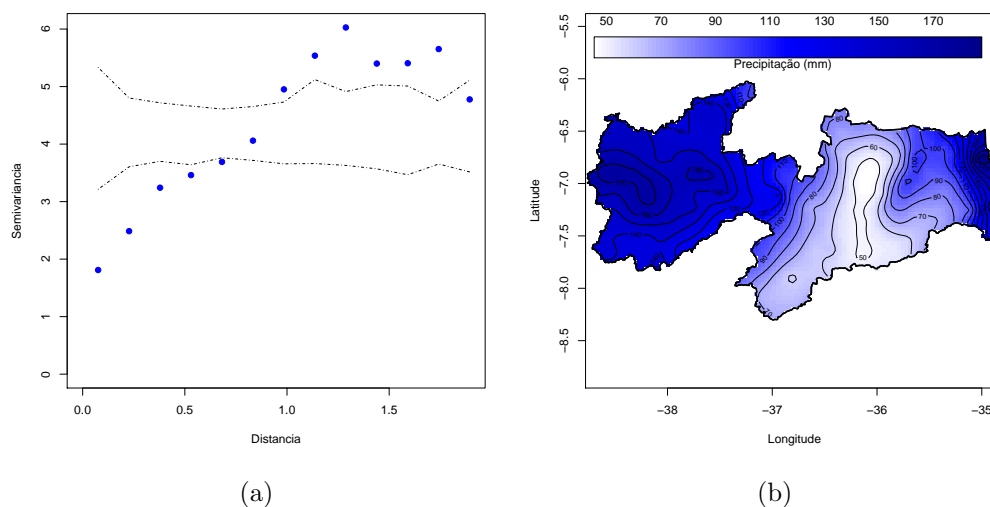 0 1 2 3 4 5 6
Semivariancia
0.0 0.5 1.0 1.5
Distancia
(a)
50 70 90 110 130 150 170
Precipitação (mm)
−5.5
−6.0
−6.5
−7.0
−7.5
−8.0
−8.5
Latitude
−38 −37 −36 −35
Longitude
(b)
80
60
100
90
70
50